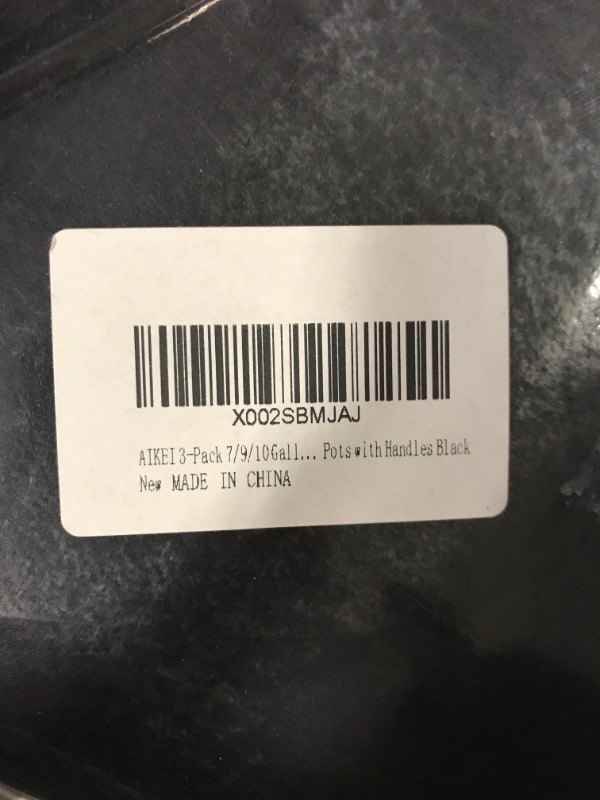 X002SBMJAJ
AIKEI 3-Pack 7/9/10Gall... Pots with Handles Black
New MADE IN CHINA